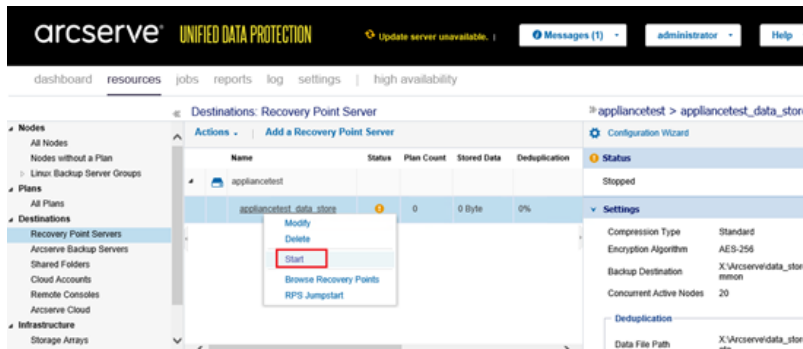 arcserve® UNIFIED DATA PROTECTION Update server unavailable. | Messages (1) administrator Help
dashboard resources jobs reports log settings | high availability
Nodes
All Nodes
Nodes without a Plan
Linux Backup Server Groups
Plans
All Plans
Destinations
Recovery Point Servers
Arcserve Backup Servers
Shared Folders
Cloud Accounts
Remote Consoles
Arcserve Cloud
Infrastructure
Storage Arrays
Destinations: Recovery Point Server
Actions | Add a Recovery Point Server
Name Status Plan Count Stored Data Deduplication
appliancetest
appliancetest_data_store 0 0 Byte 0%
Modify
Delete
Start
Browse Recovery Points
RPS Jumpstart
appliancetest > appliancetest_data_stor
Configuration Wizard
Status
Stopped
Settings
Compression Type Standard
Encryption Algorithm AES-256
Backup Destination X:\Arcserve\data_stor
mmon
Concurrent Active Nodes 20
Deduplication
Data File Path X:\Arcserve\data_stor